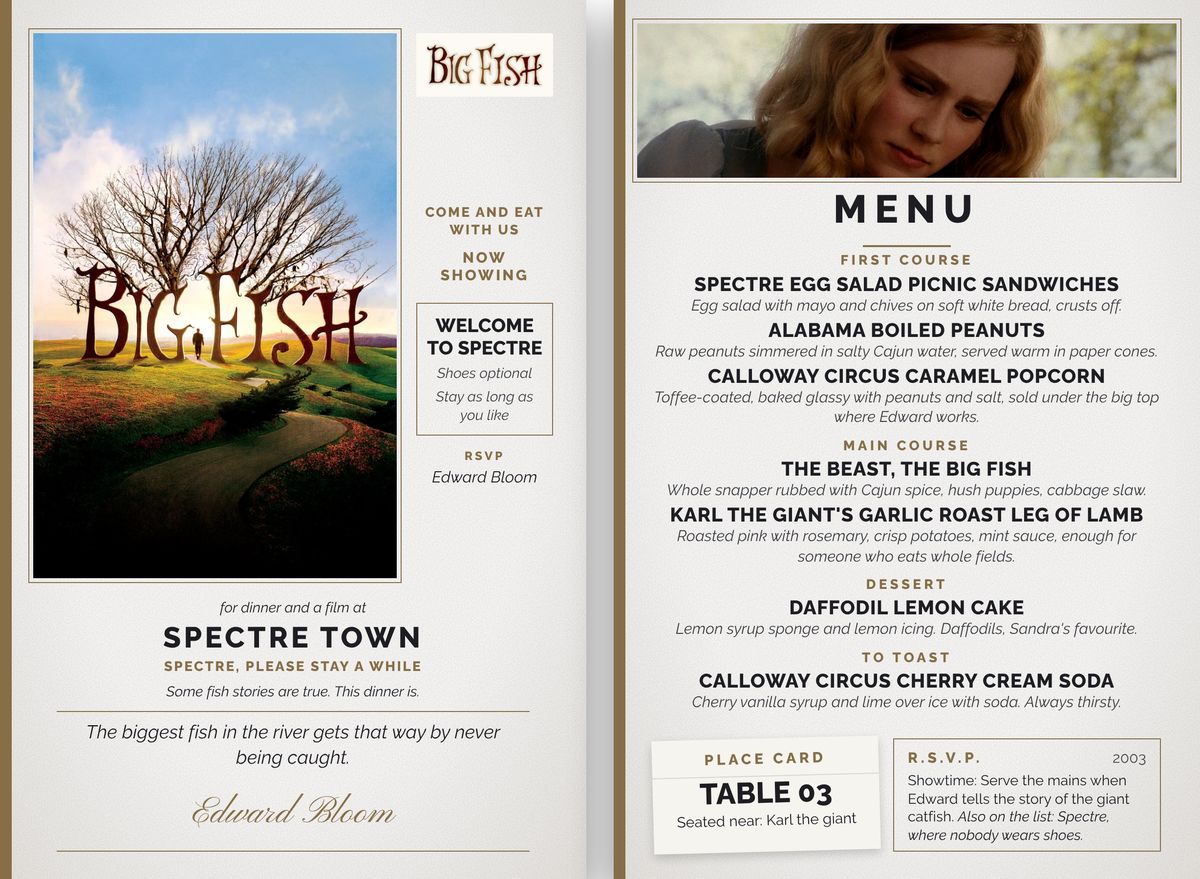 BIG FISH
BIG FISH
COME AND EAT
WITH US
NOW
SHOWING
WELCOME
TO SPECTRE
Shoes optional
Stay as long as
you like
RSVP
Edward Bloom
for dinner and a film at
SPECTRE TOWN
SPECTRE, PLEASE STAY A WHILE
Some fish stories are true. This dinner is.
The biggest fish in the river gets that way by never
being caught.
Edward Bloom
MENU
FIRST COURSE
SPECTRE EGG SALAD PICNIC SANDWICHES
Egg salad with mayo and chives on soft white bread, crusts off.
ALABAMA BOILED PEANUTS
Raw peanuts simmered in salty Cajun water, served warm in paper cones.
CALLOWAY CIRCUS CARAMEL POPCORN
Toffee-coated, baked glassy with peanuts and salt, sold under the big top
where Edward works.
MAIN COURSE
THE BEAST, THE BIG FISH
Whole snapper rubbed with Cajun spice, hush puppies, cabbage slaw.
KARL THE GIANT'S GARLIC ROAST LEG OF LAMB
Roasted pink with rosemary, crisp potatoes, mint sauce, enough for
someone who eats whole fields.
DESSERT
DAFFODIL LEMON CAKE
Lemon syrup sponge and lemon icing. Daffodils, Sandra's favourite.
TO TOAST
CALLOWAY CIRCUS CHERRY CREAM SODA
Cherry vanilla syrup and lime over ice with soda. Always thirsty.
PLACE CARD
TABLE 03
Seated near: Karl the giant
R.S.V.P. 2003
Showtime: Serve the mains when
Edward tells the story of the giant
catfish. Also on the list: Spectre,
where nobody wears shoes.